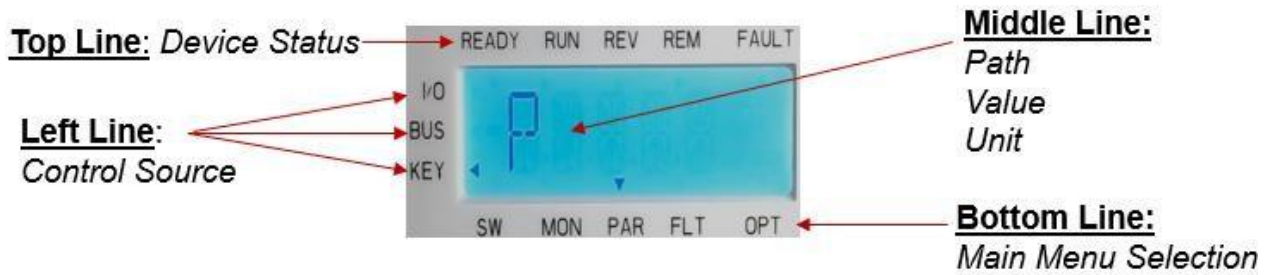 Top Line: Device Status
READY RUN REV REM FAULT
Middle Line:
Path
Value
Unit
I/O
BUS
KEY
Left Line:
Control Source
P
SW MON PAR FLT OPT
Bottom Line:
Main Menu Selection